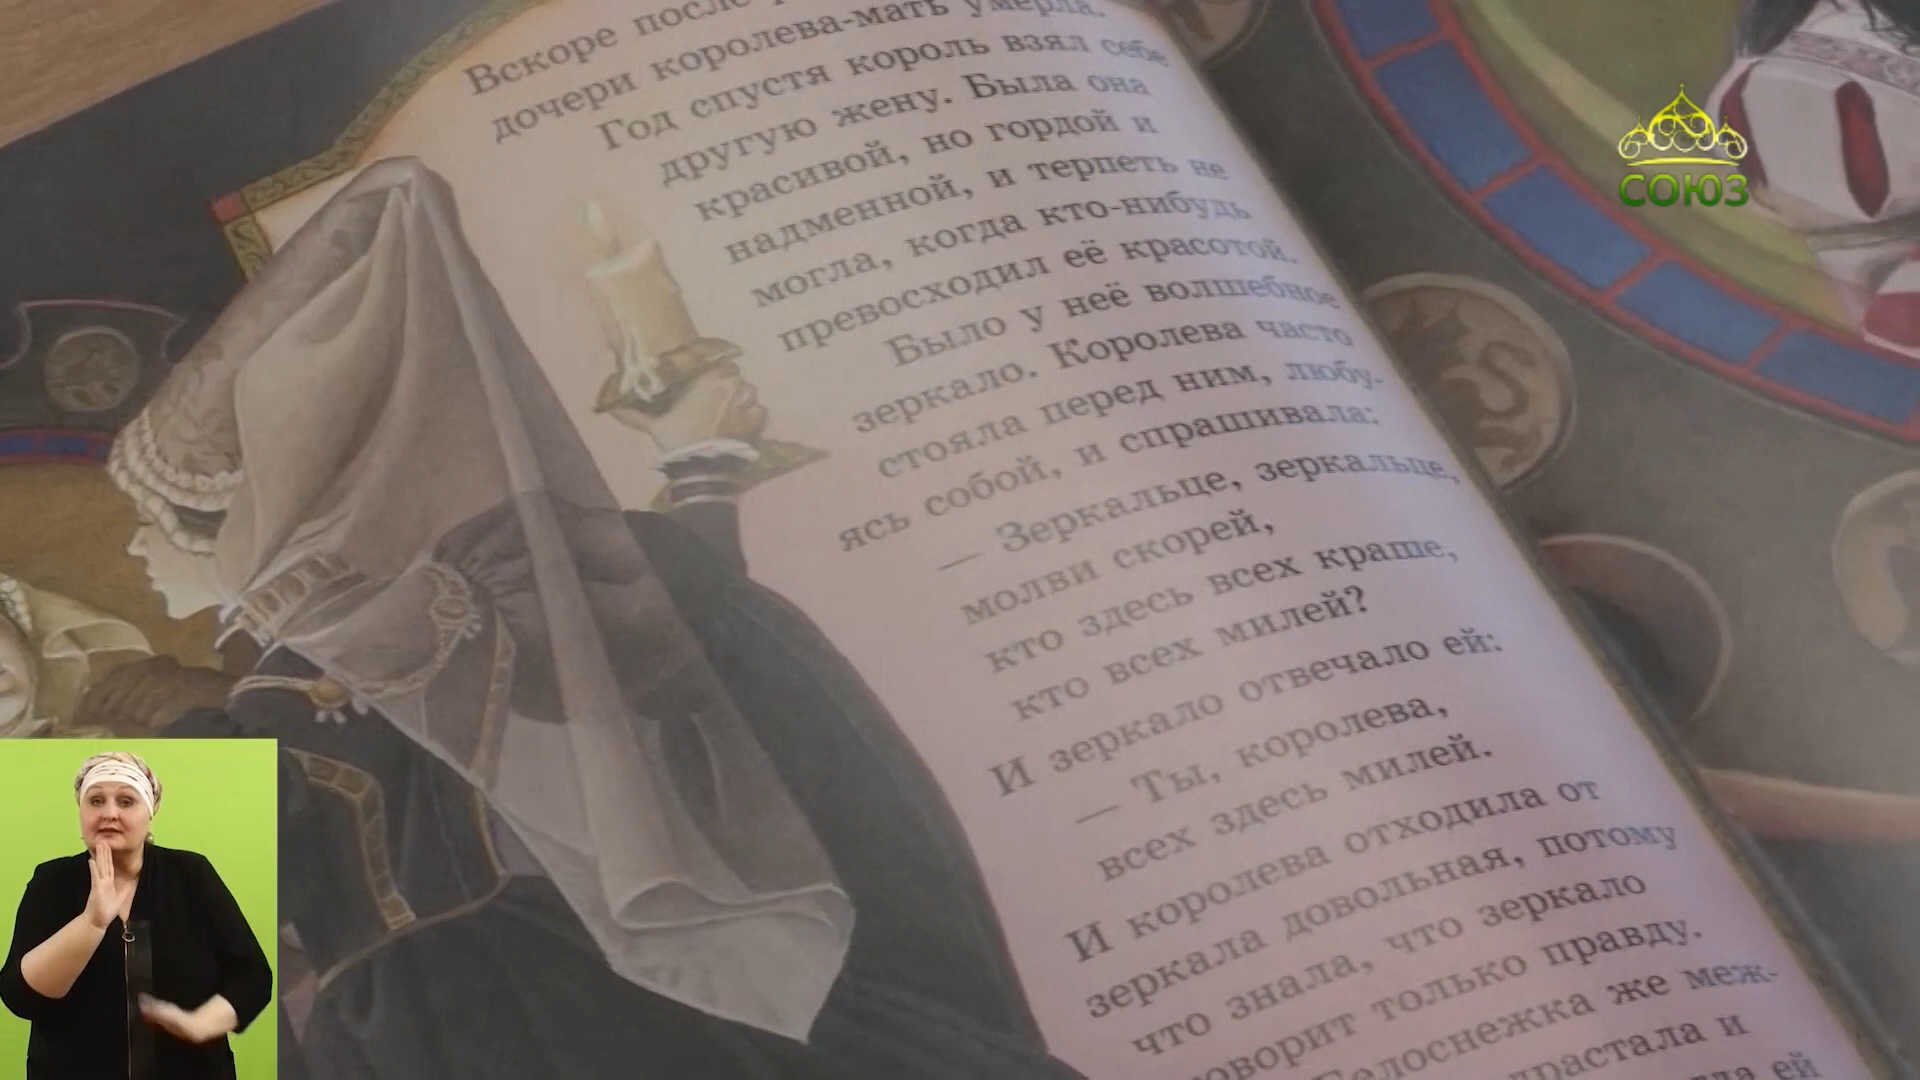 Вскоре после
дочери королева-мать умерла.
Год спустя король взял себе
другую жену. Была она
красивой, но гордой и
надменной, и терпеть не
могла, когда кто-нибудь
превосходил её красотой.
Было у неё волшебное
зеркало. Королева часто
стояла перед ним, любу-
ясь собой, и спрашивала:
— Зеркальце, зеркальце,
молви скорей,
кто здесь всех краше,
кто всех милей?
И зеркало отвечало ей:
— Ты, королева,
всех здесь милей.
И королева отходила от
зеркала довольная, потому
что знала, что зеркало
говорит только правду.
Белоснежка же меж-
и
ей
СОЮЗ